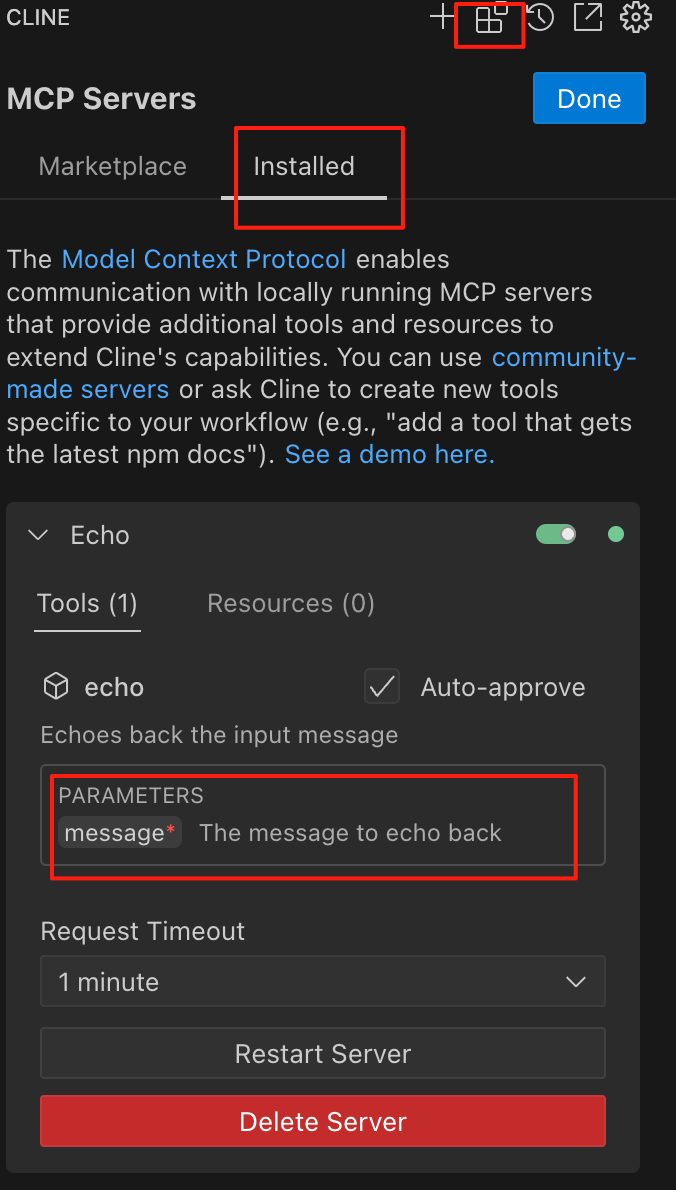 CLINE
MCP Servers
Done
Marketplace
Installed
The Model Context Protocol enables
communication with locally running MCP servers
that provide additional tools and resources to
extend Cline's capabilities. You can use community-
made servers or ask Cline to create new tools
specific to your workflow (e.g., "add a tool that gets
the latest npm docs"). See a demo here.
Echo
Tools (1)
Resources (0)
echo
Auto-approve
Echoes back the input message
PARAMETERS
message* The message to echo back
Request Timeout
1 minute
Restart Server
Delete Server